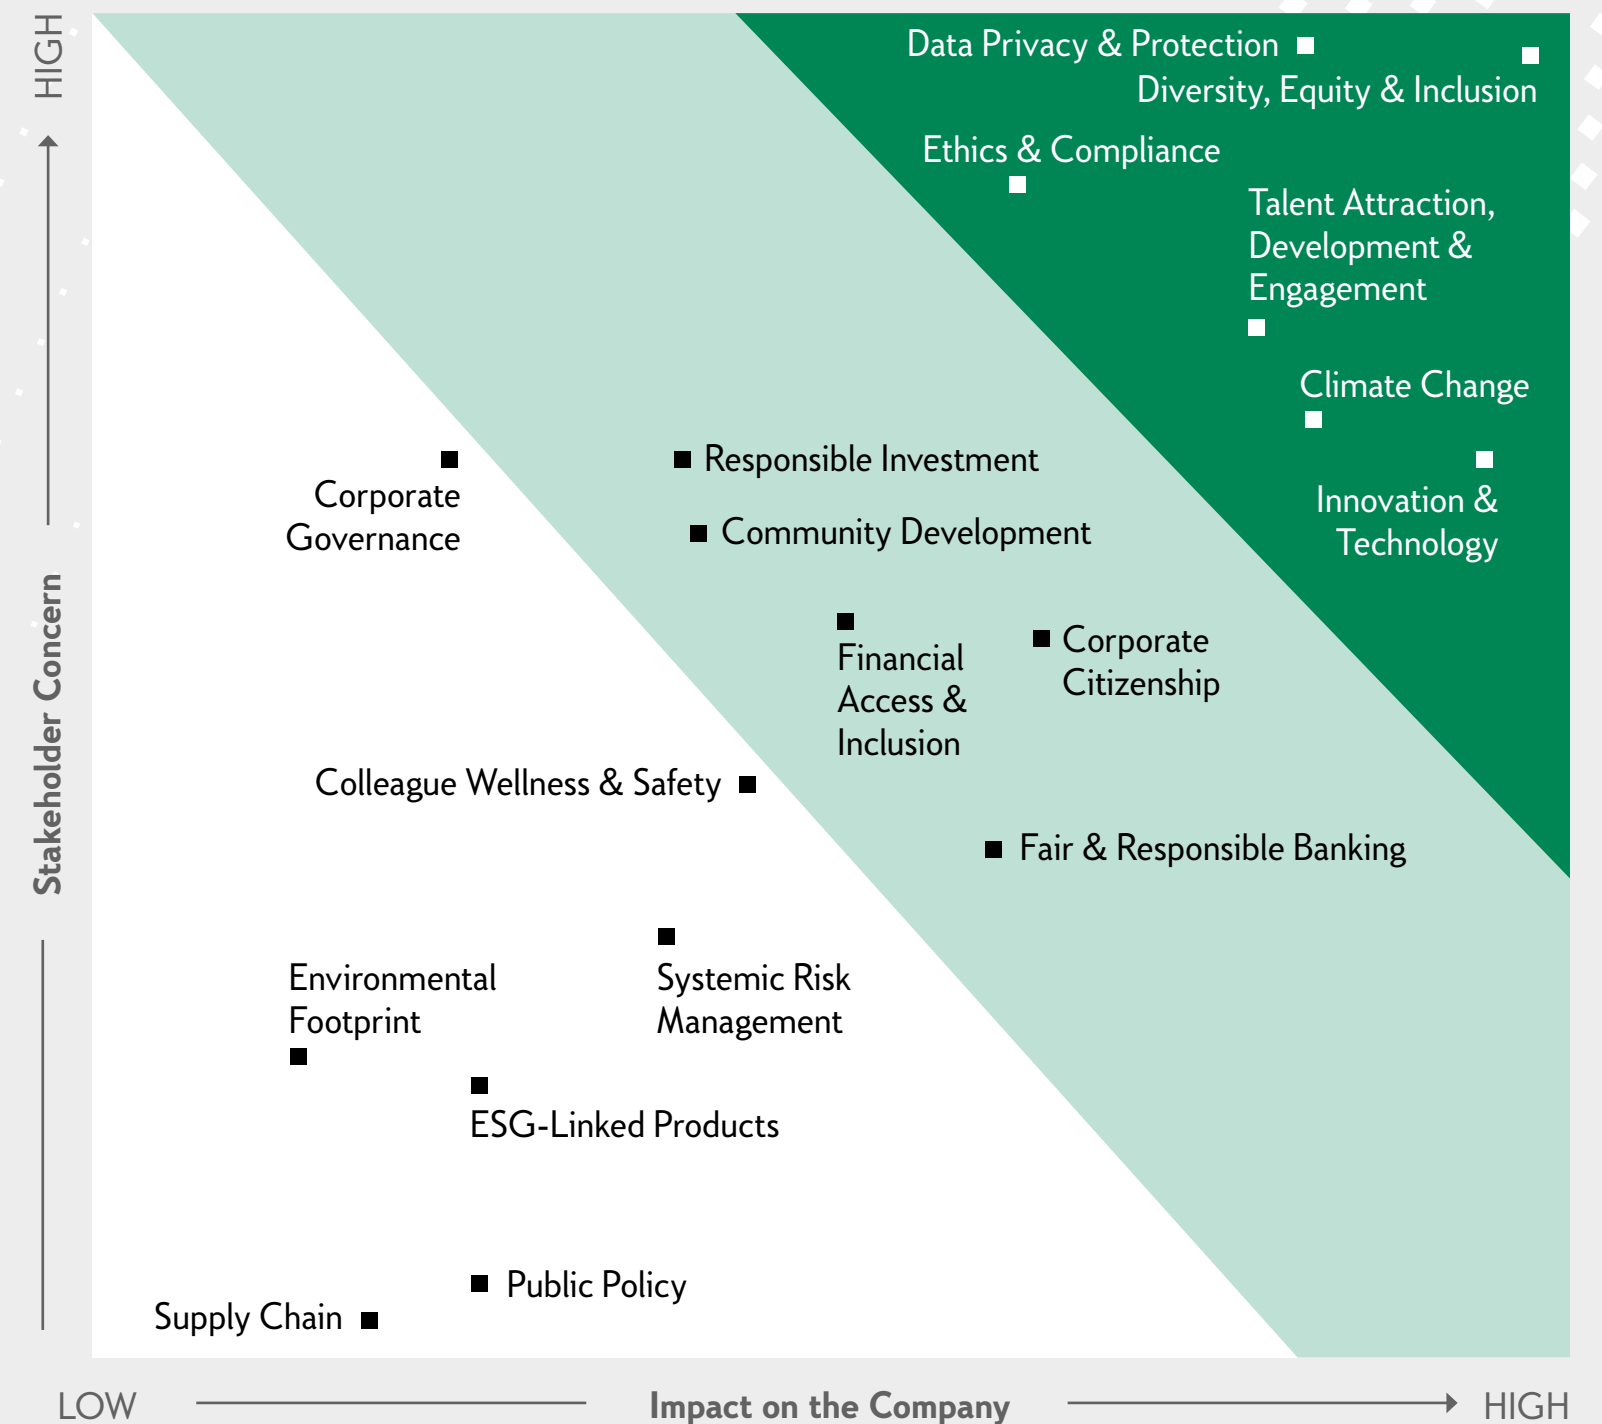 HIGH
Data Privacy & Protection
Diversity, Equity & Inclusion
Ethics & Compliance
Talent Attraction,
Development &
Engagement
Climate Change
Innovation &
Technology
Responsible Investment
Corporate
Governance
Community Development
Stakeholder Concern
Financial
Access &
Inclusion
Corporate
Citizenship
Colleague Wellness & Safety
Fair & Responsible Banking
Environmental
Footprint
Systemic Risk
Management
ESG-Linked Products
Public Policy
Supply Chain
LOW
Impact on the Company
HIGH